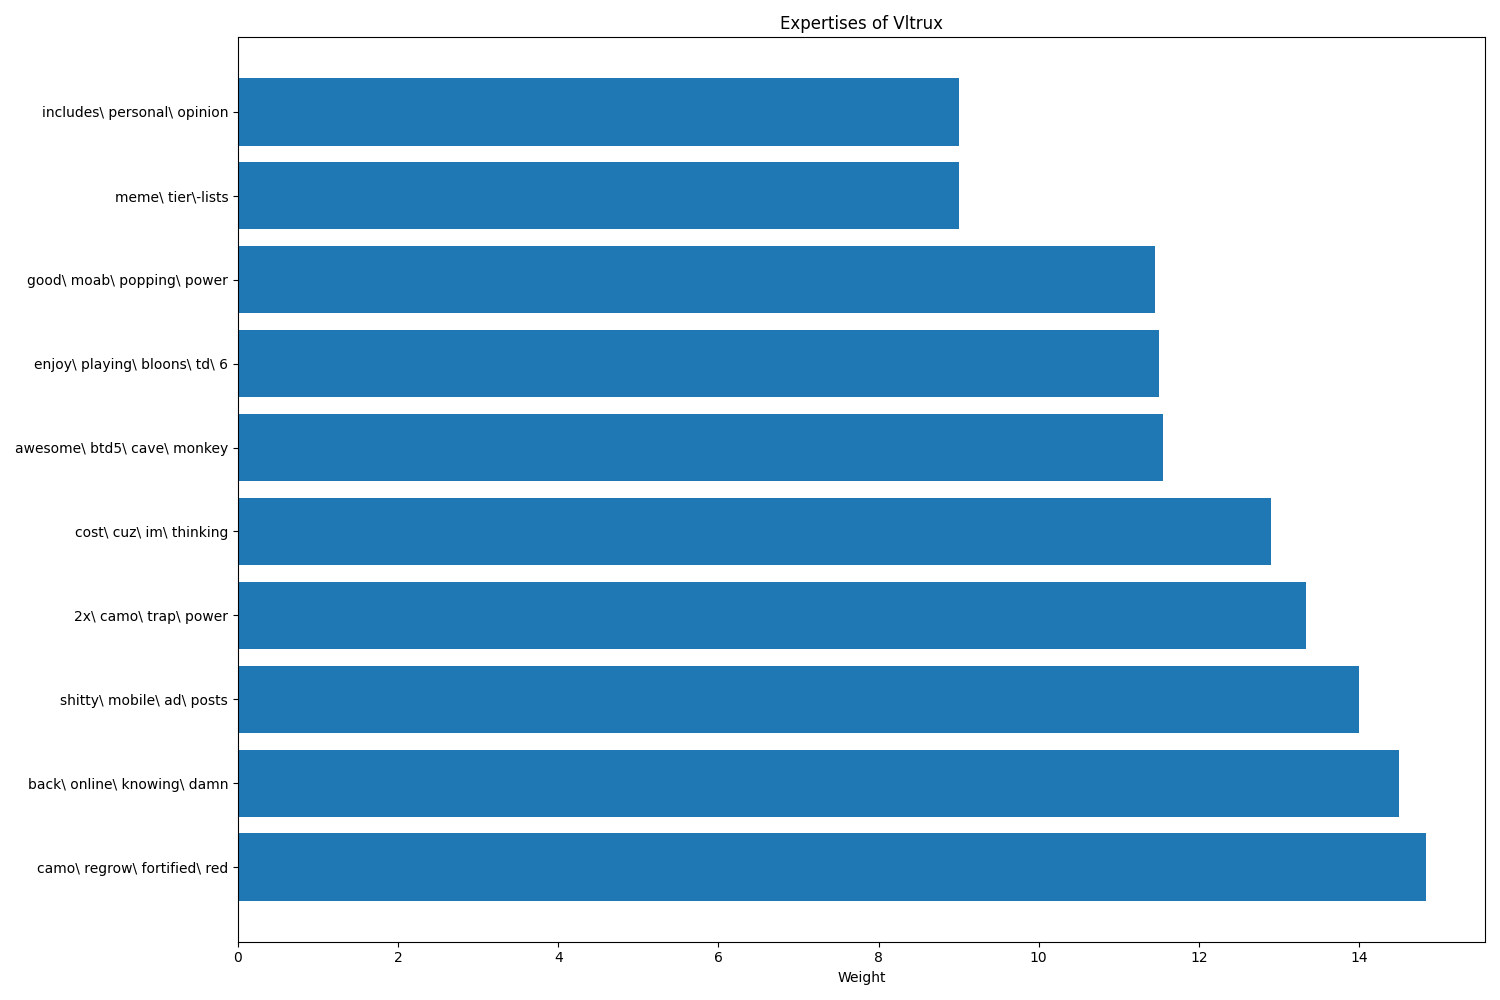 Expertises of Vltrux
includes\ personal\ opinion
meme\ tier\-lists
good\ moab\ popping\ power
enjoy\ playing\ bloons\ td\ 6
awesome\ btd5\ cave\ monkey
cost\ cuz\ im\ thinking
2x\ camo\ trap\ power
shitty\ mobile\ ad\ posts
back\ online\ knowing\ damn
camo\ regrow\ fortified\ red
0 2 4 6 8 10 12 14
Weight